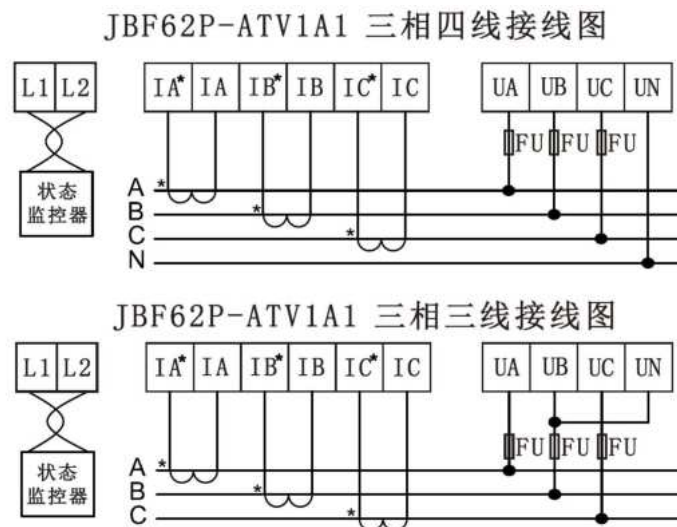 JBF62P-ATV1A1 三相四线接线图
L1 L2 IA* IA IB* IB IC* IC UA UB UC UN
FU FU FU
状态
监控器
* A
* B
* C
N
JBF62P-ATV1A1 三相三线接线图
L1 L2 IA* IA IB* IB IC* IC UA UB UC UN
FU FU FU
状态
监控器
A *
B *
C *